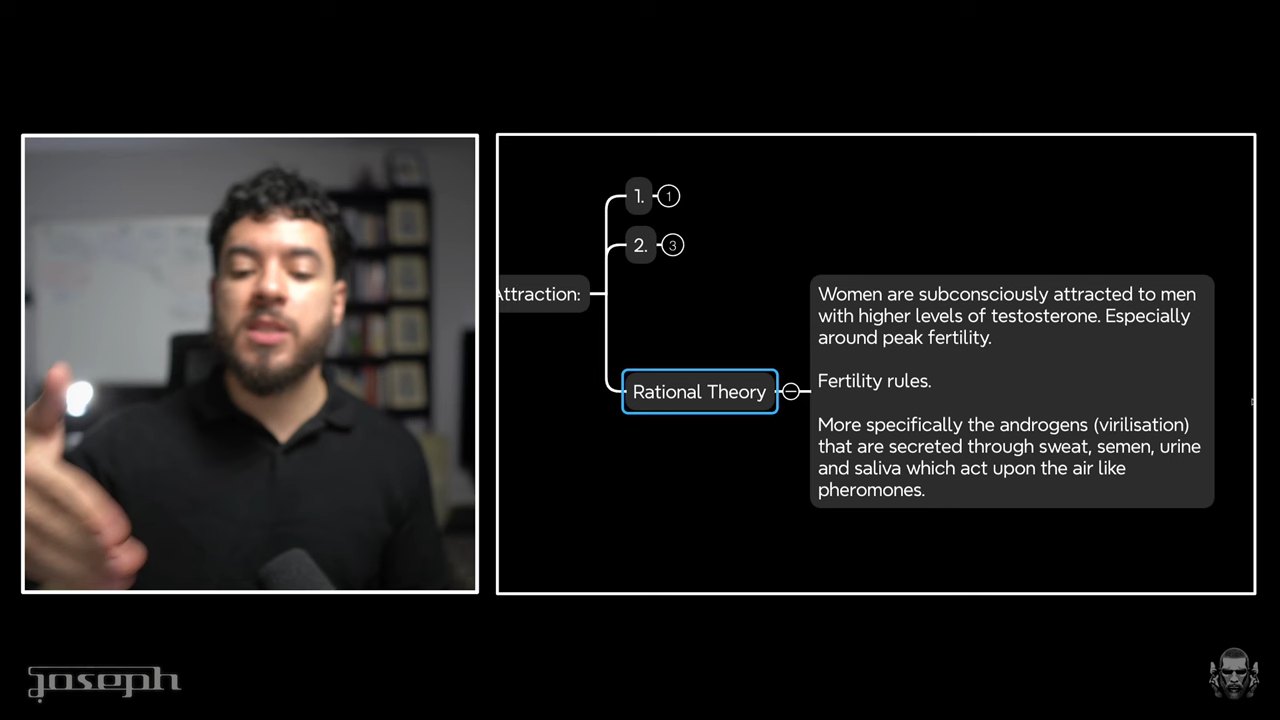 1. 1
2. 3
Attraction:
Women are subconsciously attracted to men
with higher levels of testosterone. Especially
around peak fertility.
Rational Theory
Fertility rules.
More specifically the androgens (virilisation)
that are secreted through sweat, semen, urine
and saliva which act upon the air like
pheromones.
joseph